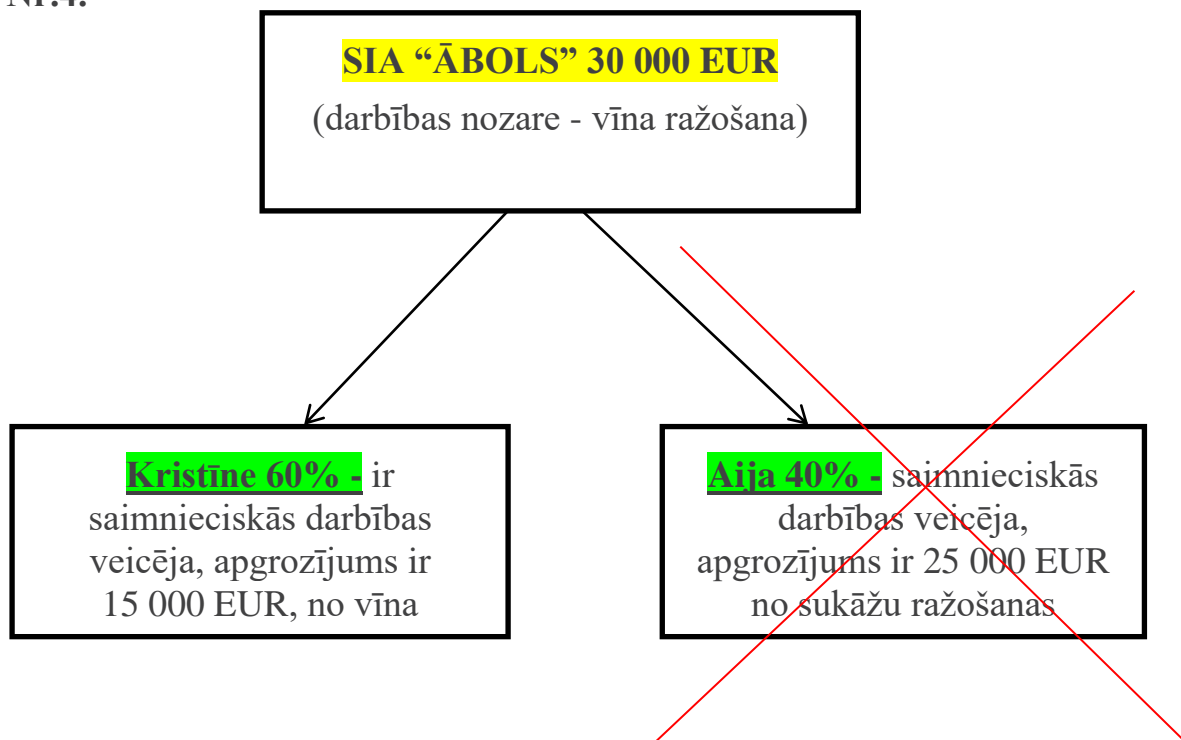 Nr.4.
SIA “ĀBOLS” 30 000 EUR
(darbības nozare - vīna ražošana)
Kristīne 60% - ir
saimnieciskās darbības
veicēja, apgrozījums ir
15 000 EUR, no vīna
Aija 40% - saimnieciskās
darbības veicēja,
apgrozījums ir 25 000 EUR
no sukāžu ražošanas